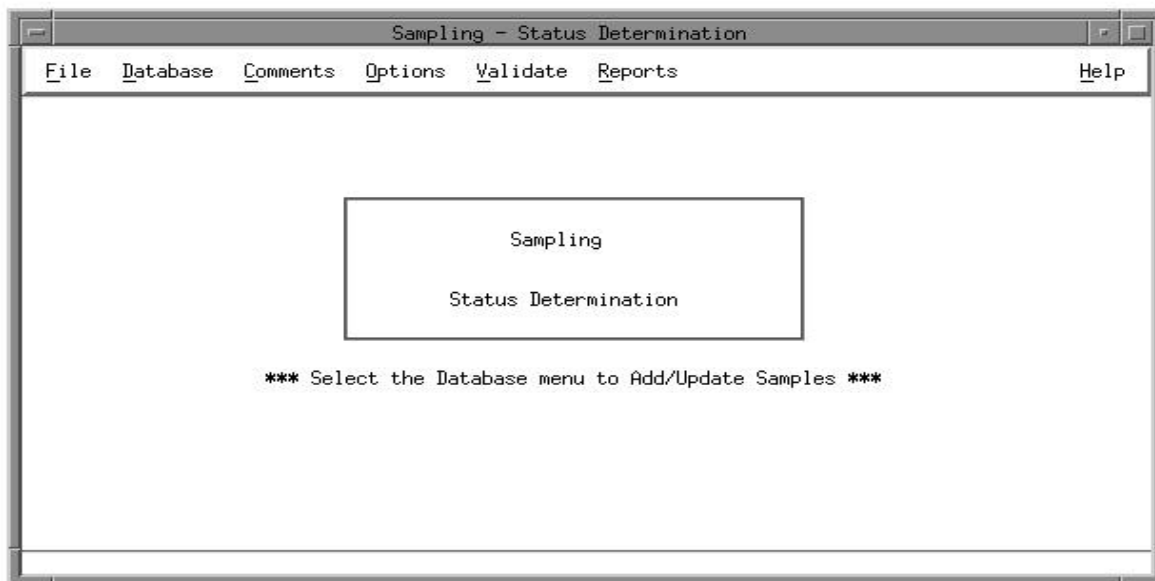 Sampling - Status Determination
File Database Comments Options Validate Reports Help
Sampling
Status Determination
*** Select the Database menu to Add/Update Samples ***